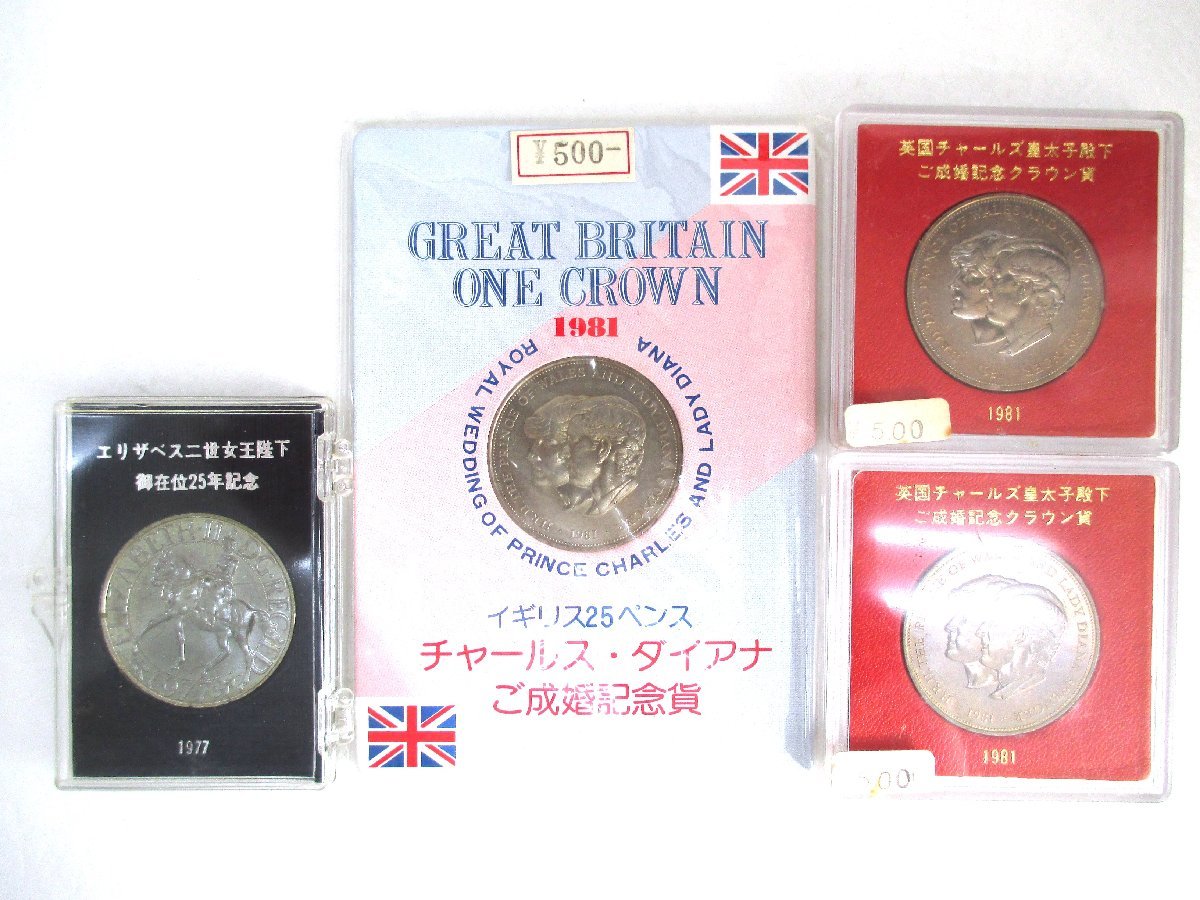 エリザベス二世女王陛下
御在位25年記念
1977
¥500-
GREAT BRITAIN
ONE CROWN
1981
ROYAL WEDDING OF PRINCE CHARLES AND LADY DIANA
1981
イギリス25ペンス
チャールス・ダイアナ
ご成婚記念貨
英国チャールズ皇太子殿下
ご成婚記念クラウン貨
1981
500
英国チャールズ皇太子殿下
ご成婚記念クラウン貨
1981